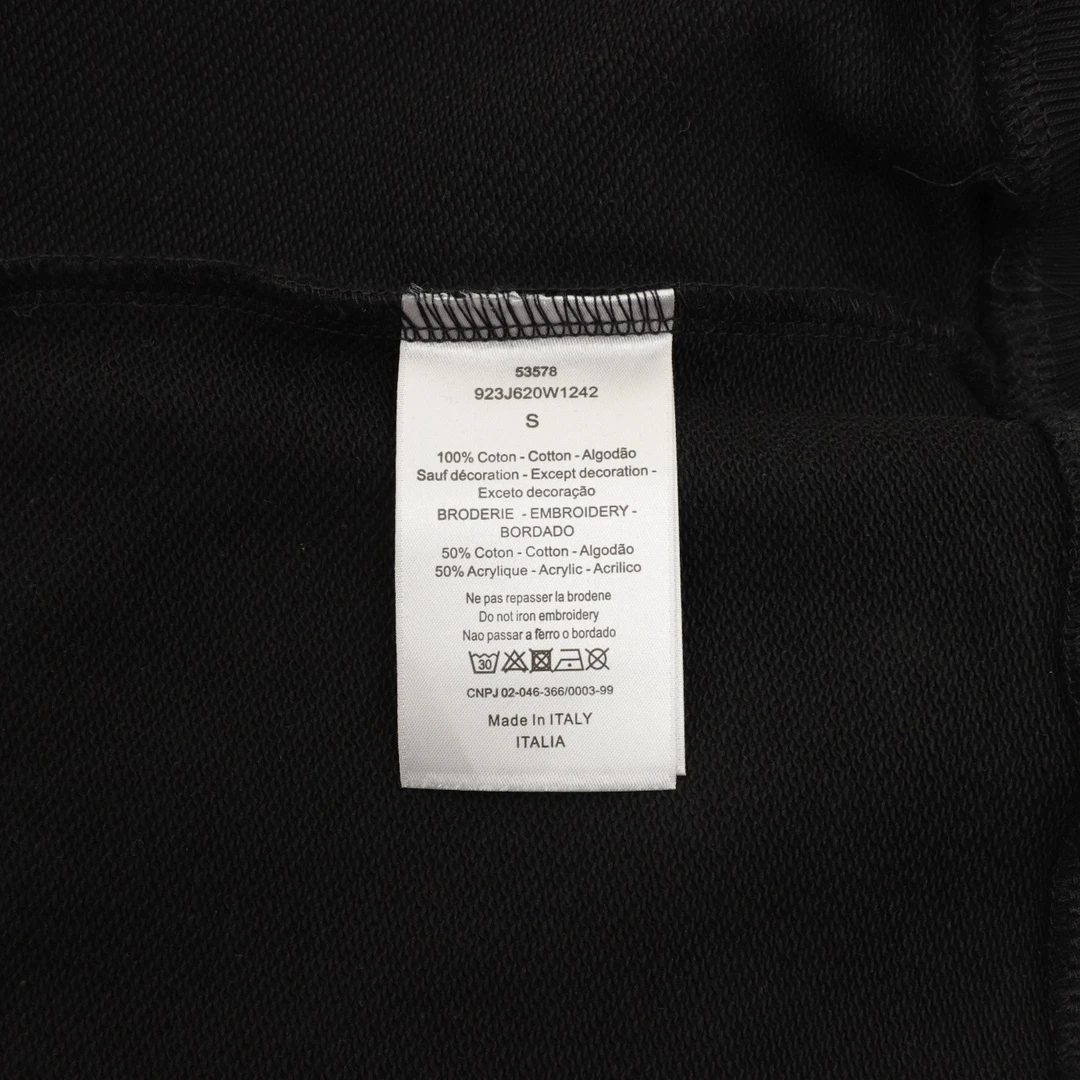 53578
923J620W1242
S
100% Coton - Cotton - Algodão
Sauf décoration - Except decoration -
Exceto decoração
BRODERIE - EMBROIDERY -
BORDADO
50% Coton - Cotton - Algodão
50% Acrylique - Acrylic - Acrilico
Ne pas repasser la brodene
Do not iron embroidery
Nao passar a ferro o bordado
30
CNPJ 02-046-366/0003-99
Made In ITALY
ITALIA